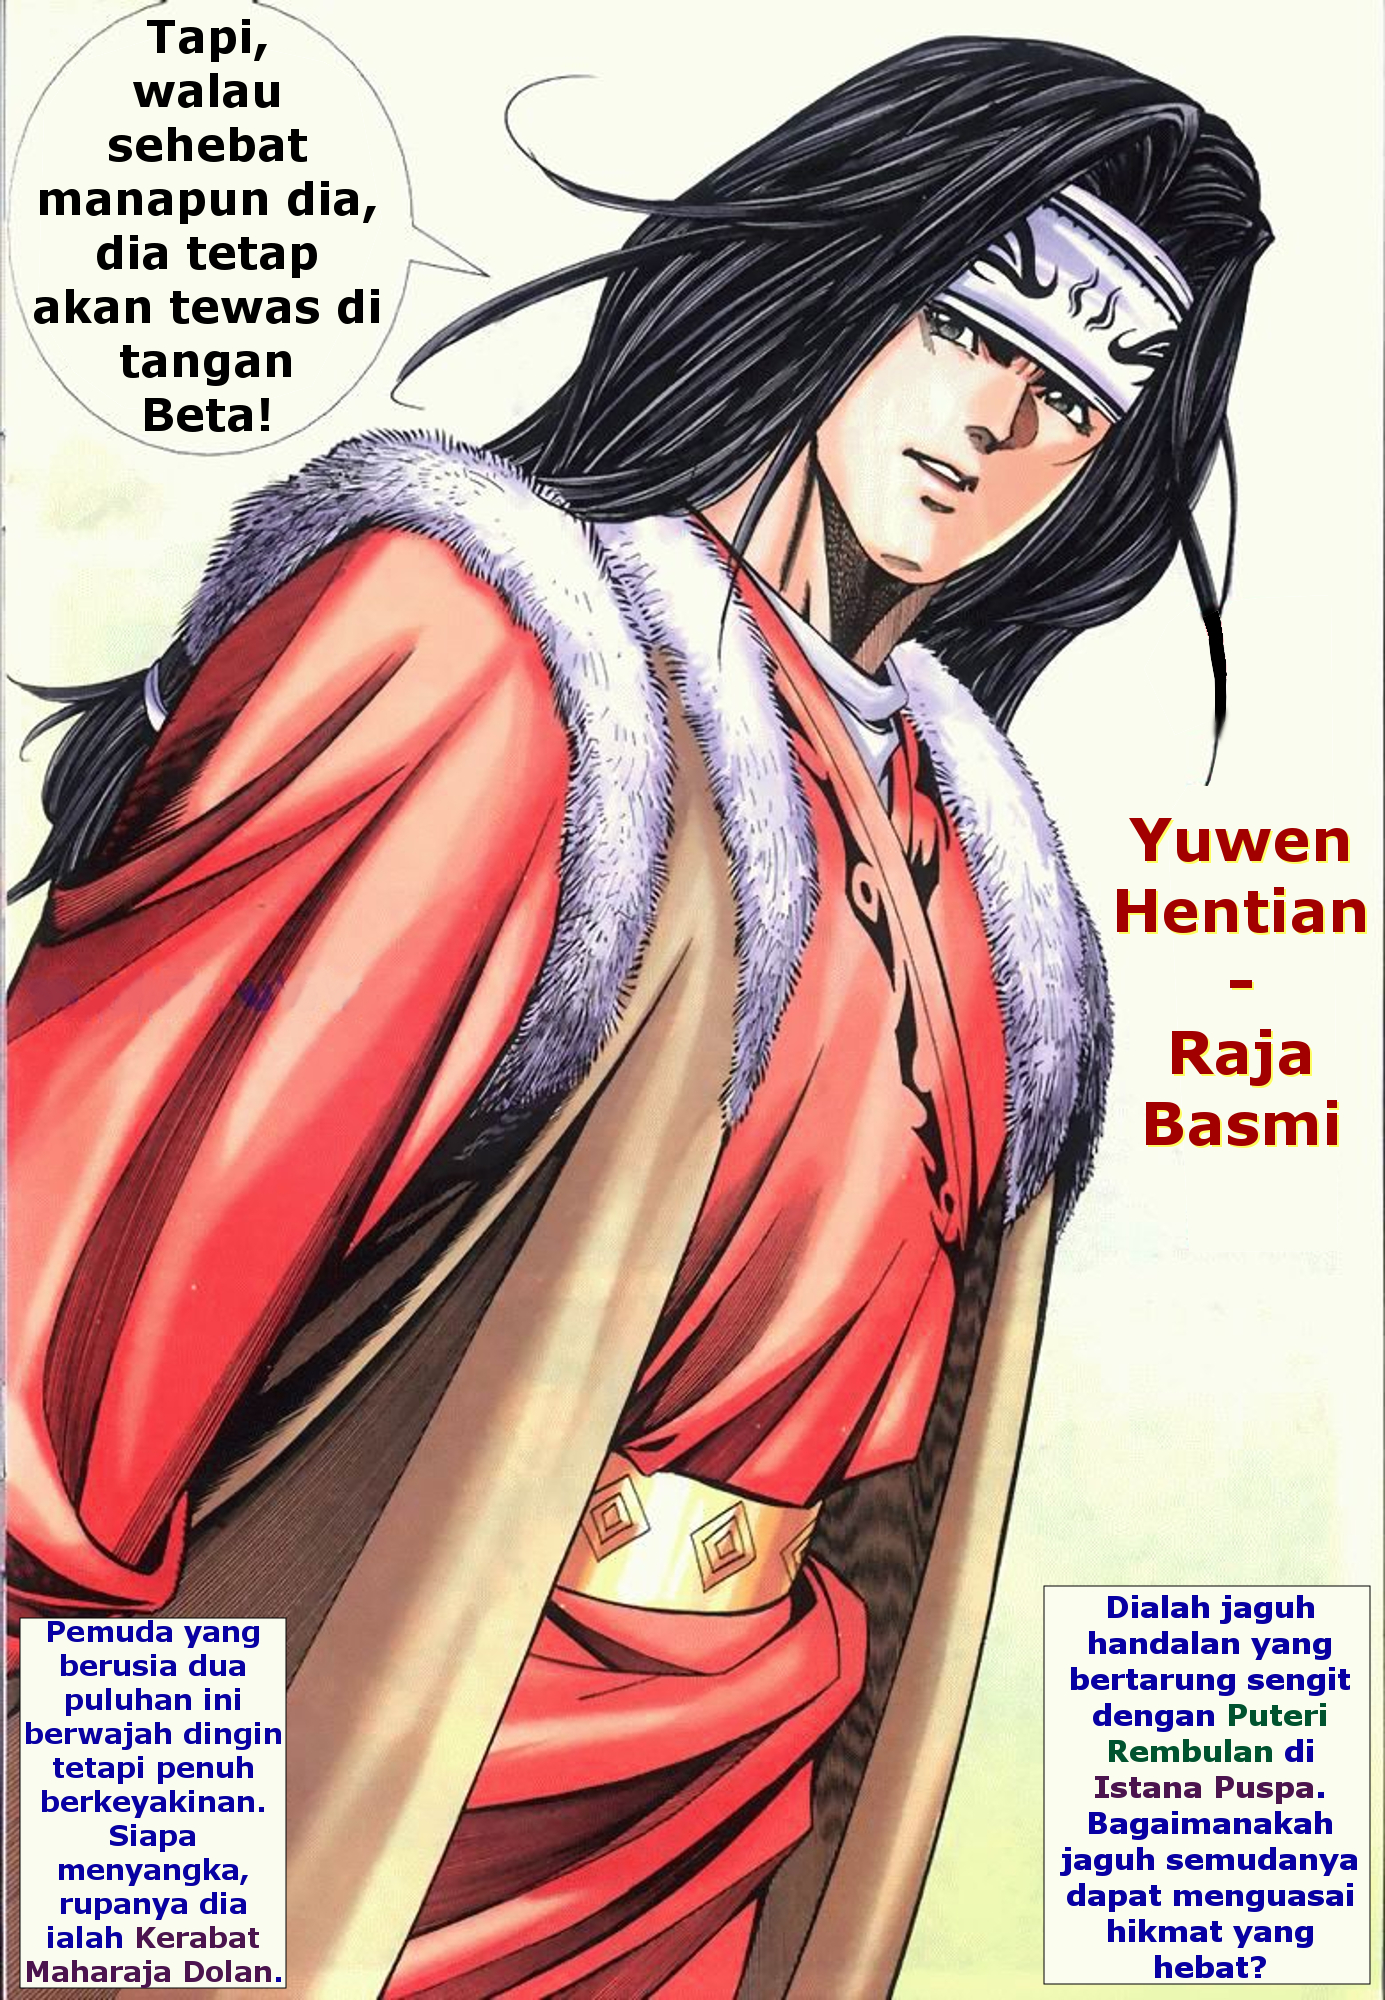 Tapi,
walau
sehebat
manapun dia,
dia tetap
akan tewas di
tangan
Beta!
Yuwen
Hentian
-
Raja
Basmi
Pemuda yang
berusia dua
puluhan ini
berwajah dingin
tetapi penuh
berkeyakinan.
Siapa
menyangka,
rupanya dia
ialah Kerabat
Maharaja Dolan.
Dialah jaguh
handalan yang
bertarung sengit
dengan Puteri
Rembulan di
Istana Puspa.
Bagaimanakah
jaguh semudanya
dapat menguasai
hikmat yang
hebat?